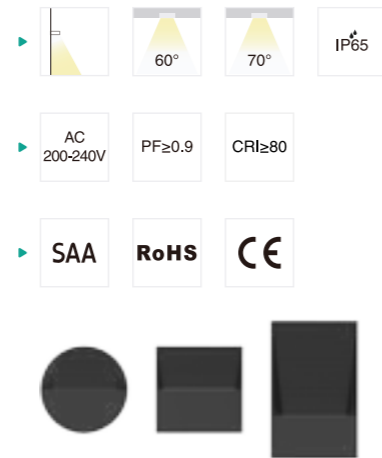 60°
70°
IP65
AC
200-240V
PF≥0.9
CRI≥80
SAA
RoHS
CE